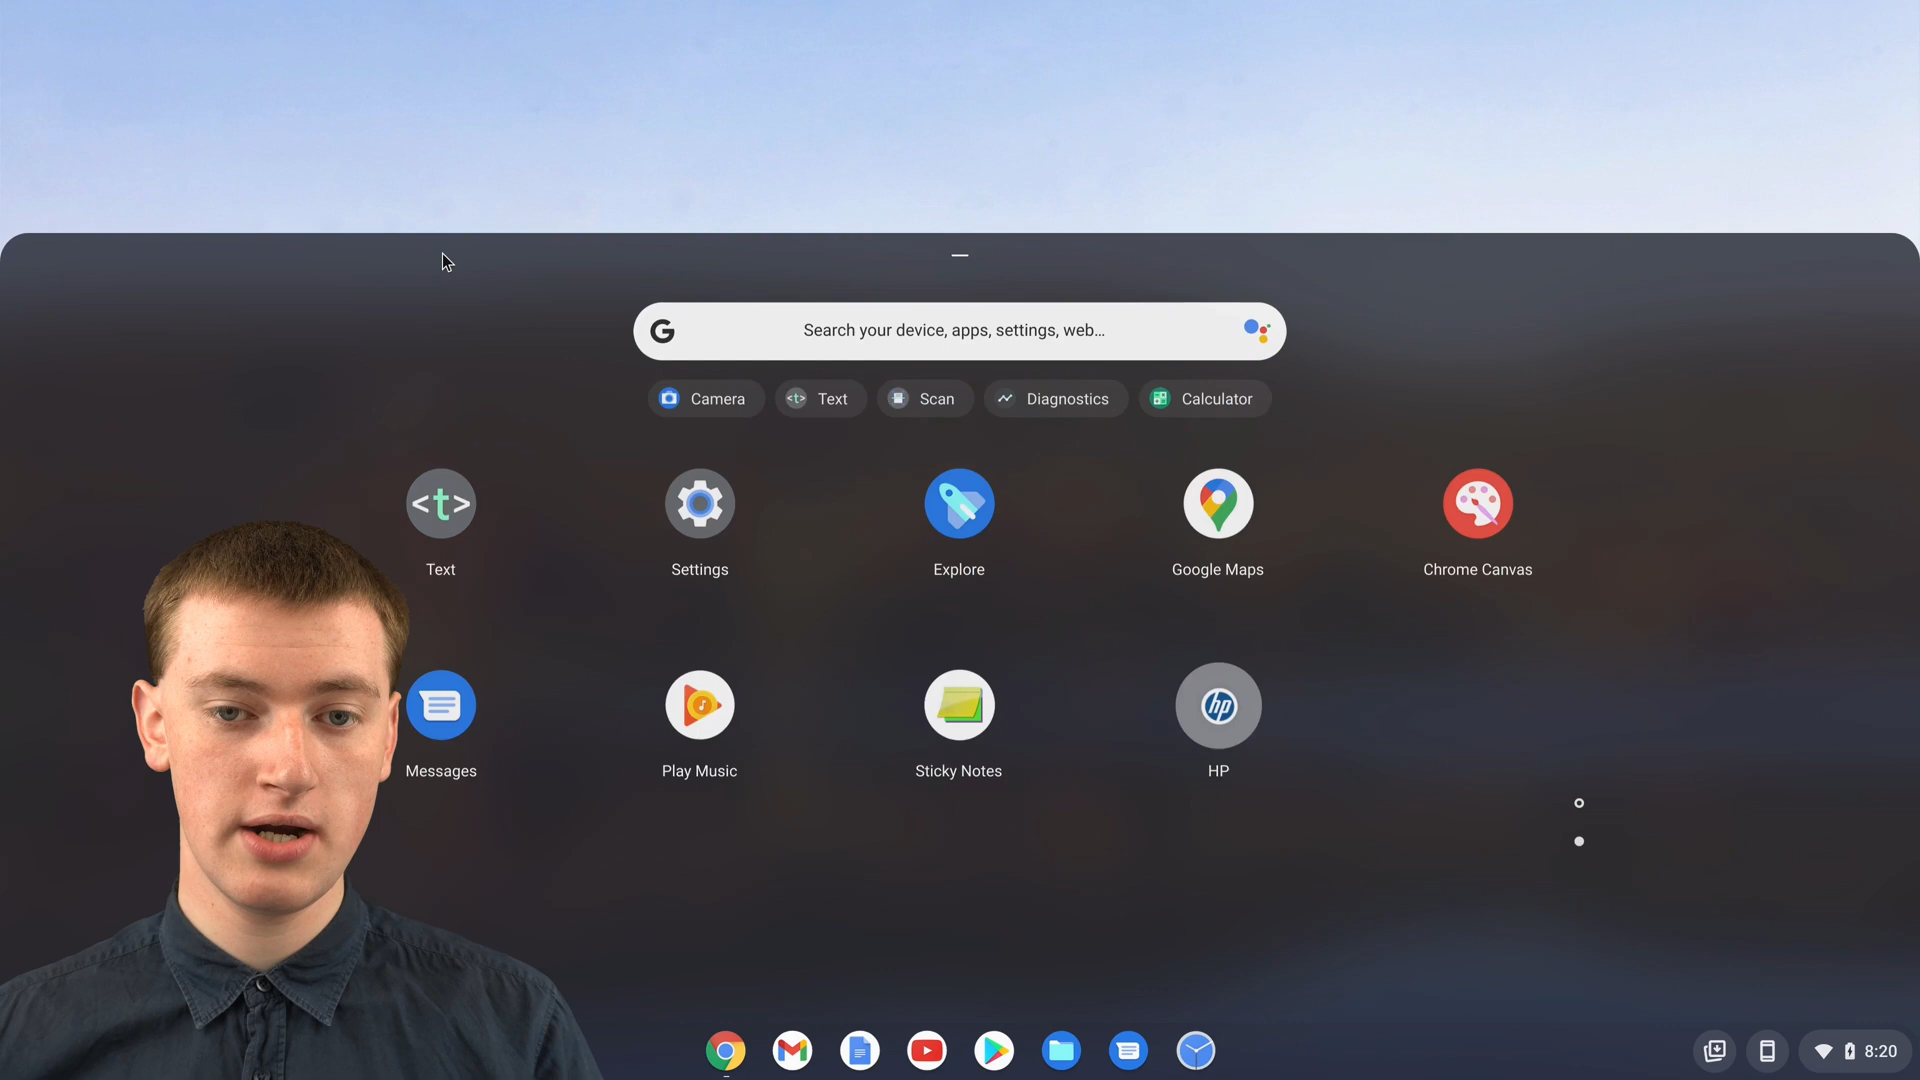 Search your device, apps, settings, web...
Camera
Text
Scan
Diagnostics
Calculator
<t>
Text
Settings
Explore
Google Maps
Chrome Canvas
Messages
Play Music
Sticky Notes
hp
HP
8:20